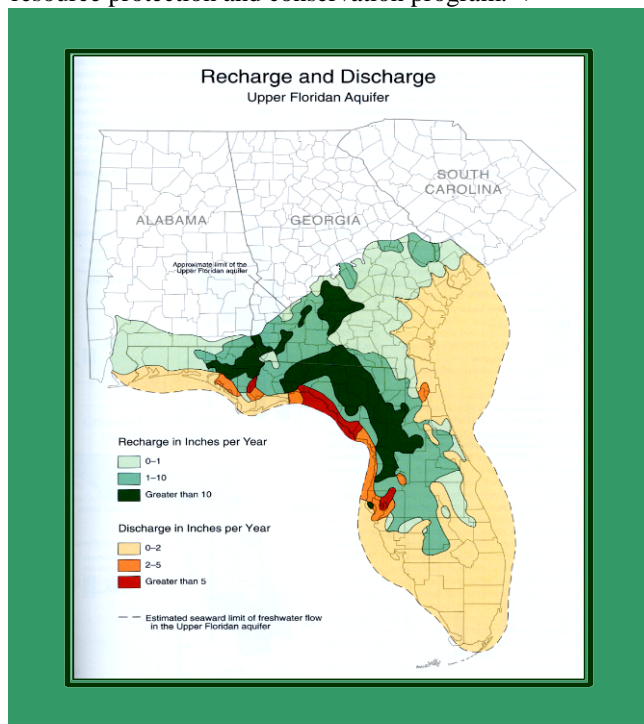 resource protection and conservation program.
Recharge and Discharge
Upper Floridan Aquifer
SOUTH
CAROLINA
ALABAMA
GEORGIA
Approximate limit of the
Upper Floridan aquifer
Recharge in Inches per Year
0–1
1–10
Greater than 10
Discharge in Inches per Year
0–2
2–5
Greater than 5
Estimated seaward limit of freshwater flow
in the Upper Floridan aquifer